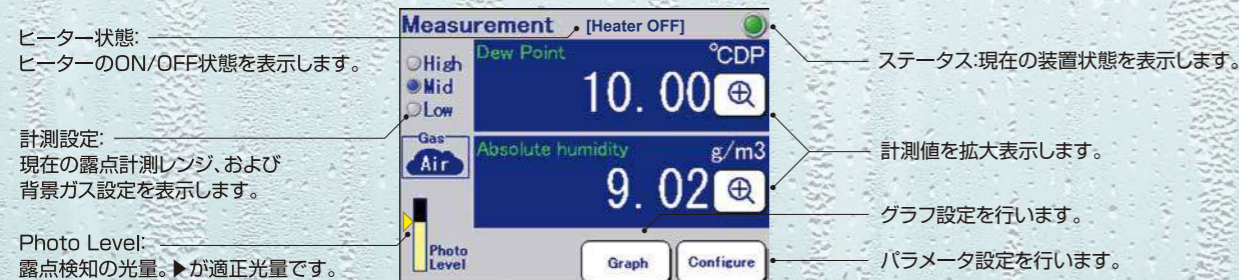 ヒーター状態:
ヒーターのON/OFF状態を表示します。
計測設定:
現在の露点計測レンジ、および
背景ガス設定を表示します。
Photo Level:
露点検知の光量。▶が適正光量です。
Measurement [Heater OFF]
High
Mid
Low
Dew Point ℃DP
10.00
Gas
Air
Absolute humidity g/m3
9.02
Photo
Level
Graph Configure
ステータス:現在の装置状態を表示します。
計測値を拡大表示します。
グラフ設定を行います。
パラメータ設定を行います。